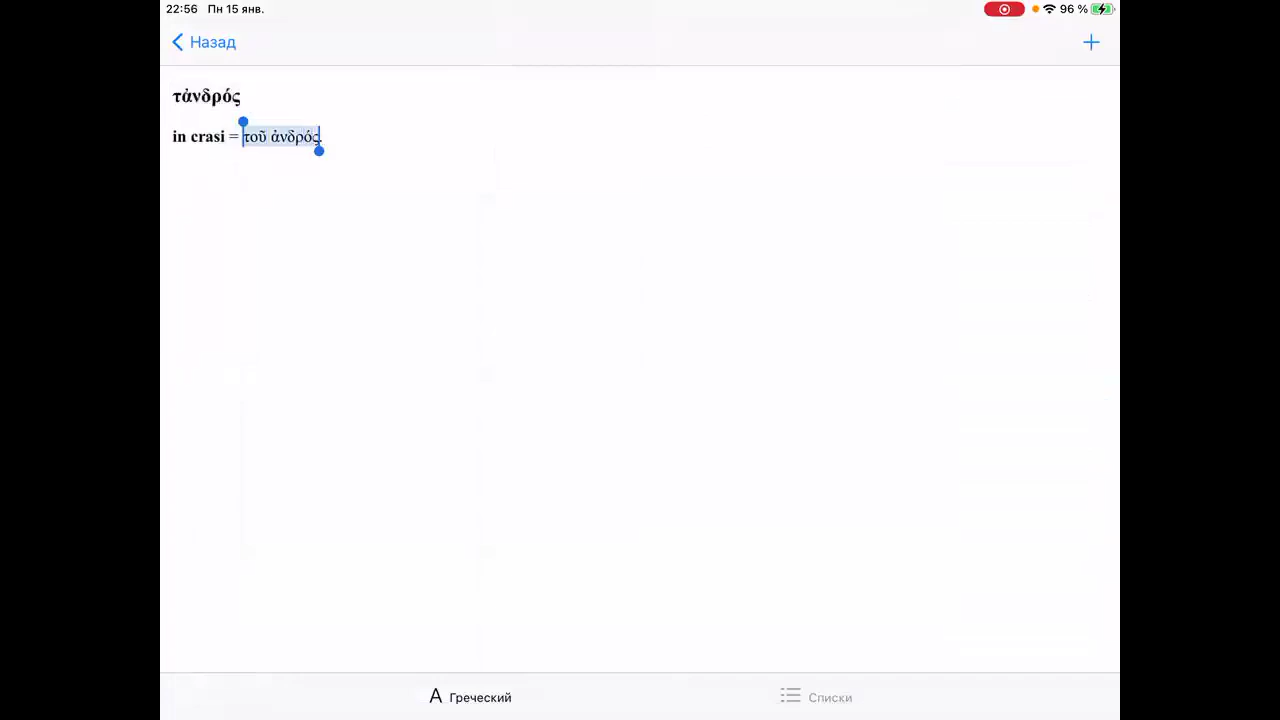 22:56 Пн 15 янв. 96 %
Назад
τἀνδρός
in crasi = τοῦ ἀνδρός.
A Греческий Списки